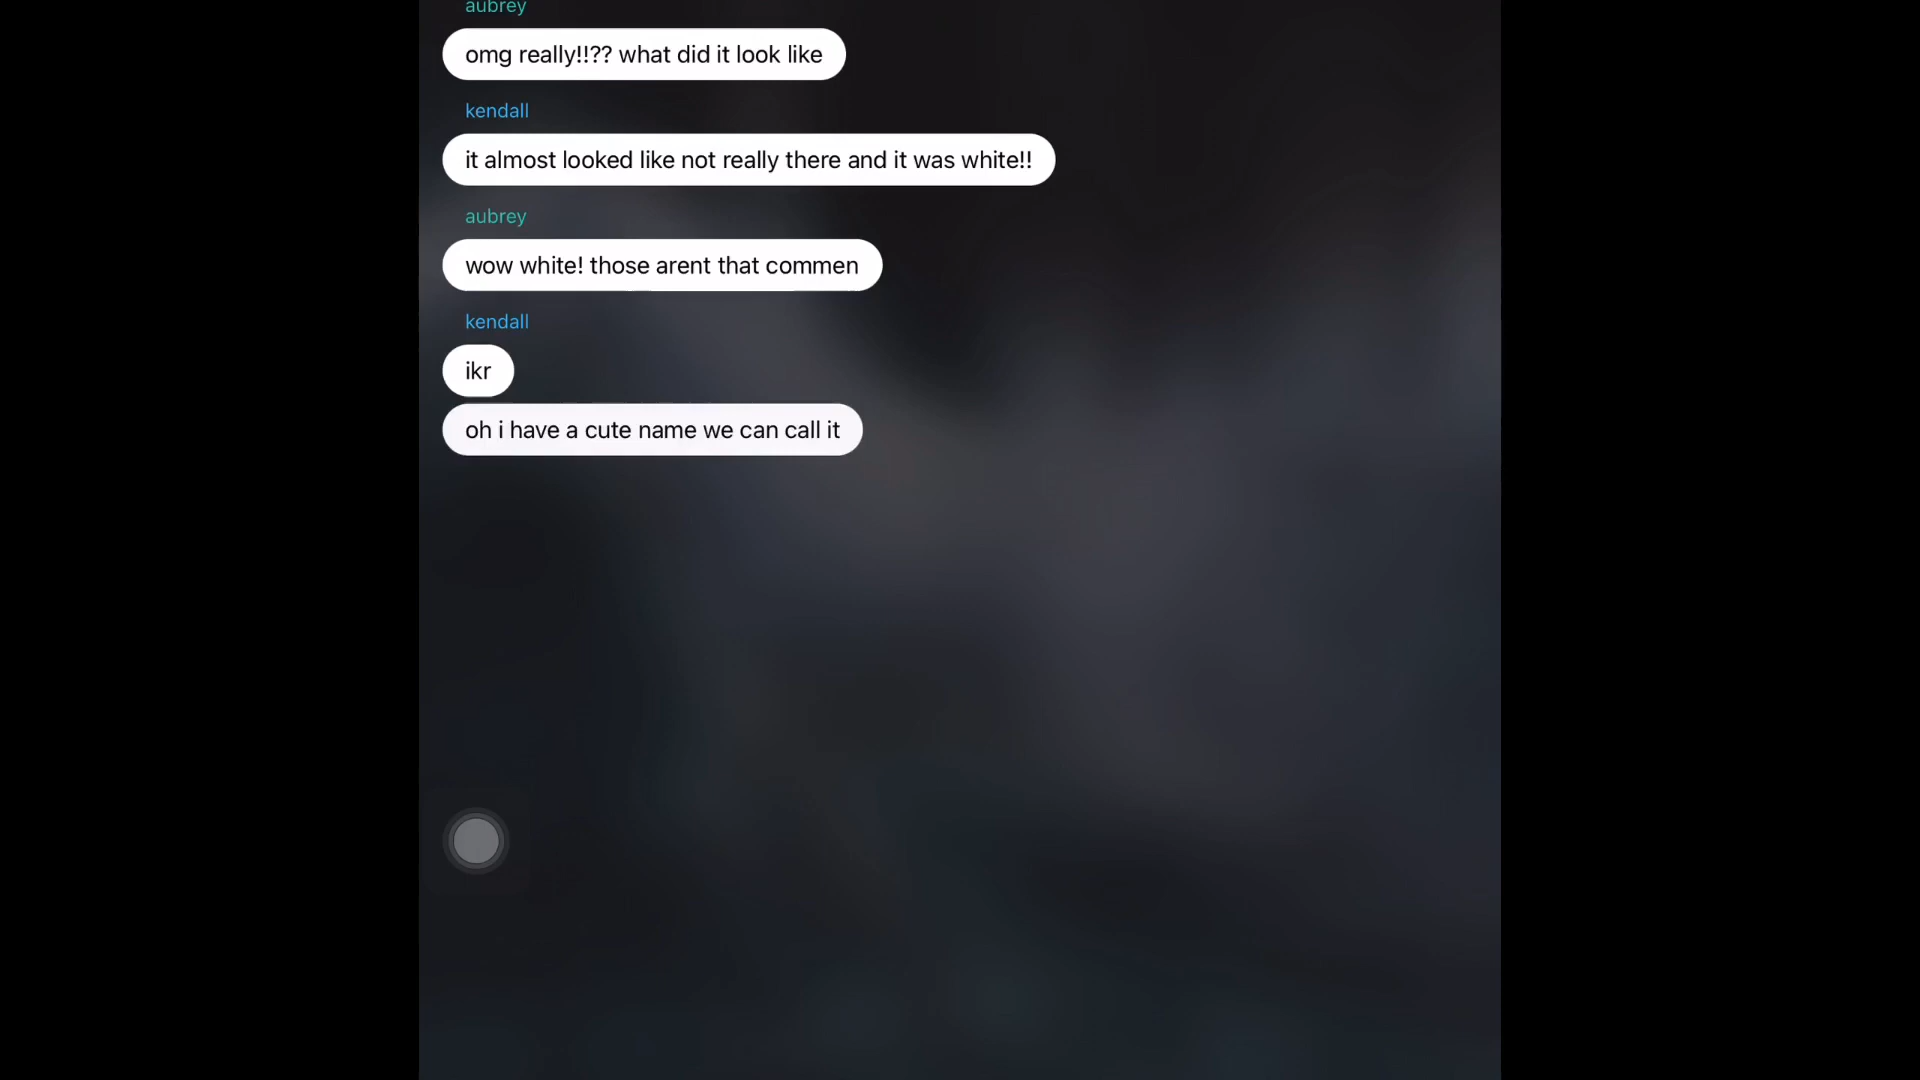 aubrey
omg really!!?? what did it look like
kendall
it almost looked like not really there and it was white!!
aubrey
wow white! those arent that commen
kendall
ikr
oh i have a cute name we can call it